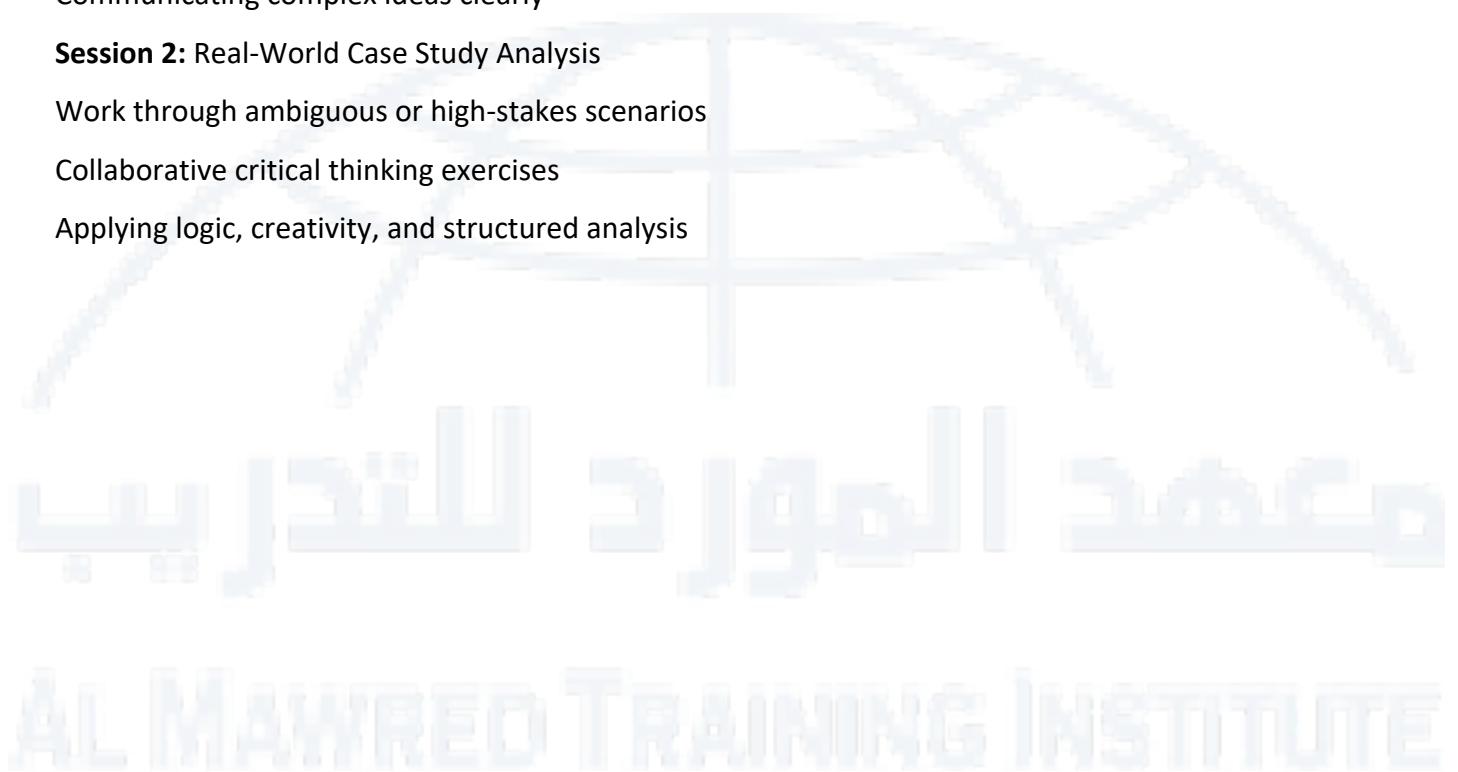 Communicating complex ideas clearly
Session 2: Real-World Case Study Analysis
Work through ambiguous or high-stakes scenarios
Collaborative critical thinking exercises
Applying logic, creativity, and structured analysis
معهد المورد للتدريب
AL MAWRED TRAINING INSTITUTE